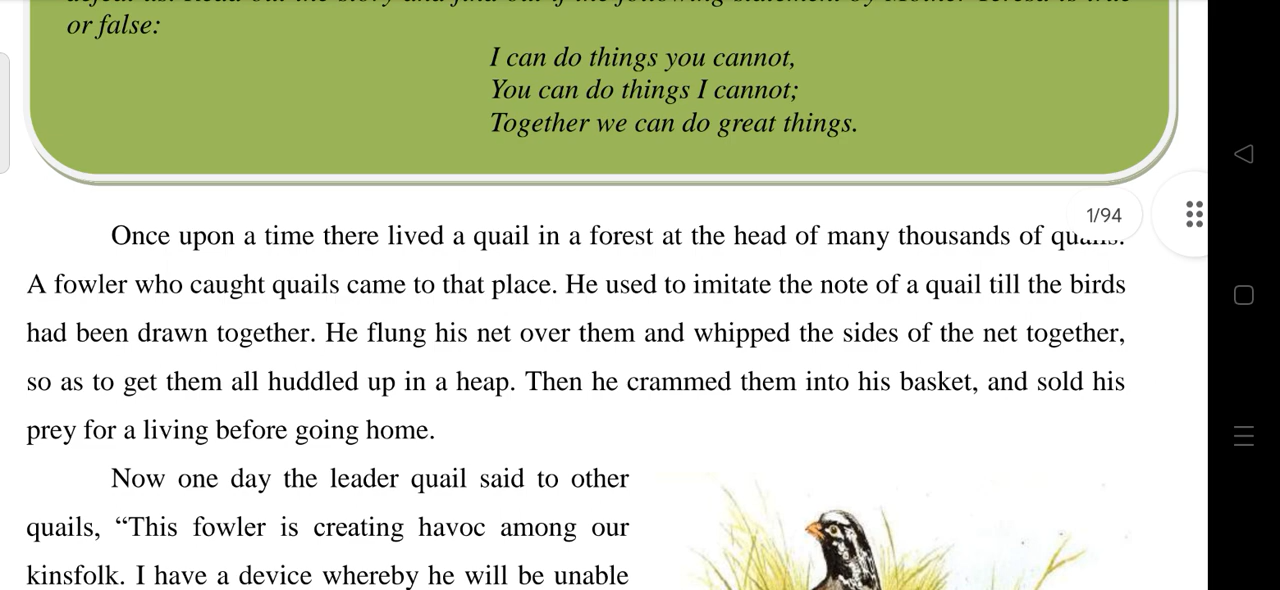 or false:
I can do things you cannot,
You can do things I cannot;
Together we can do great things.
1/94
Once upon a time there lived a quail in a forest at the head of many thousands of
A fowler who caught quails came to that place. He used to imitate the note of a quail till the birds
had been drawn together. He flung his net over them and whipped the sides of the net together,
so as to get them all huddled up in a heap. Then he crammed them into his basket, and sold his
prey for a living before going home.
Now one day the leader quail said to other
quails, “This fowler is creating havoc among our
kinsfolk. I have a device whereby he will be unable